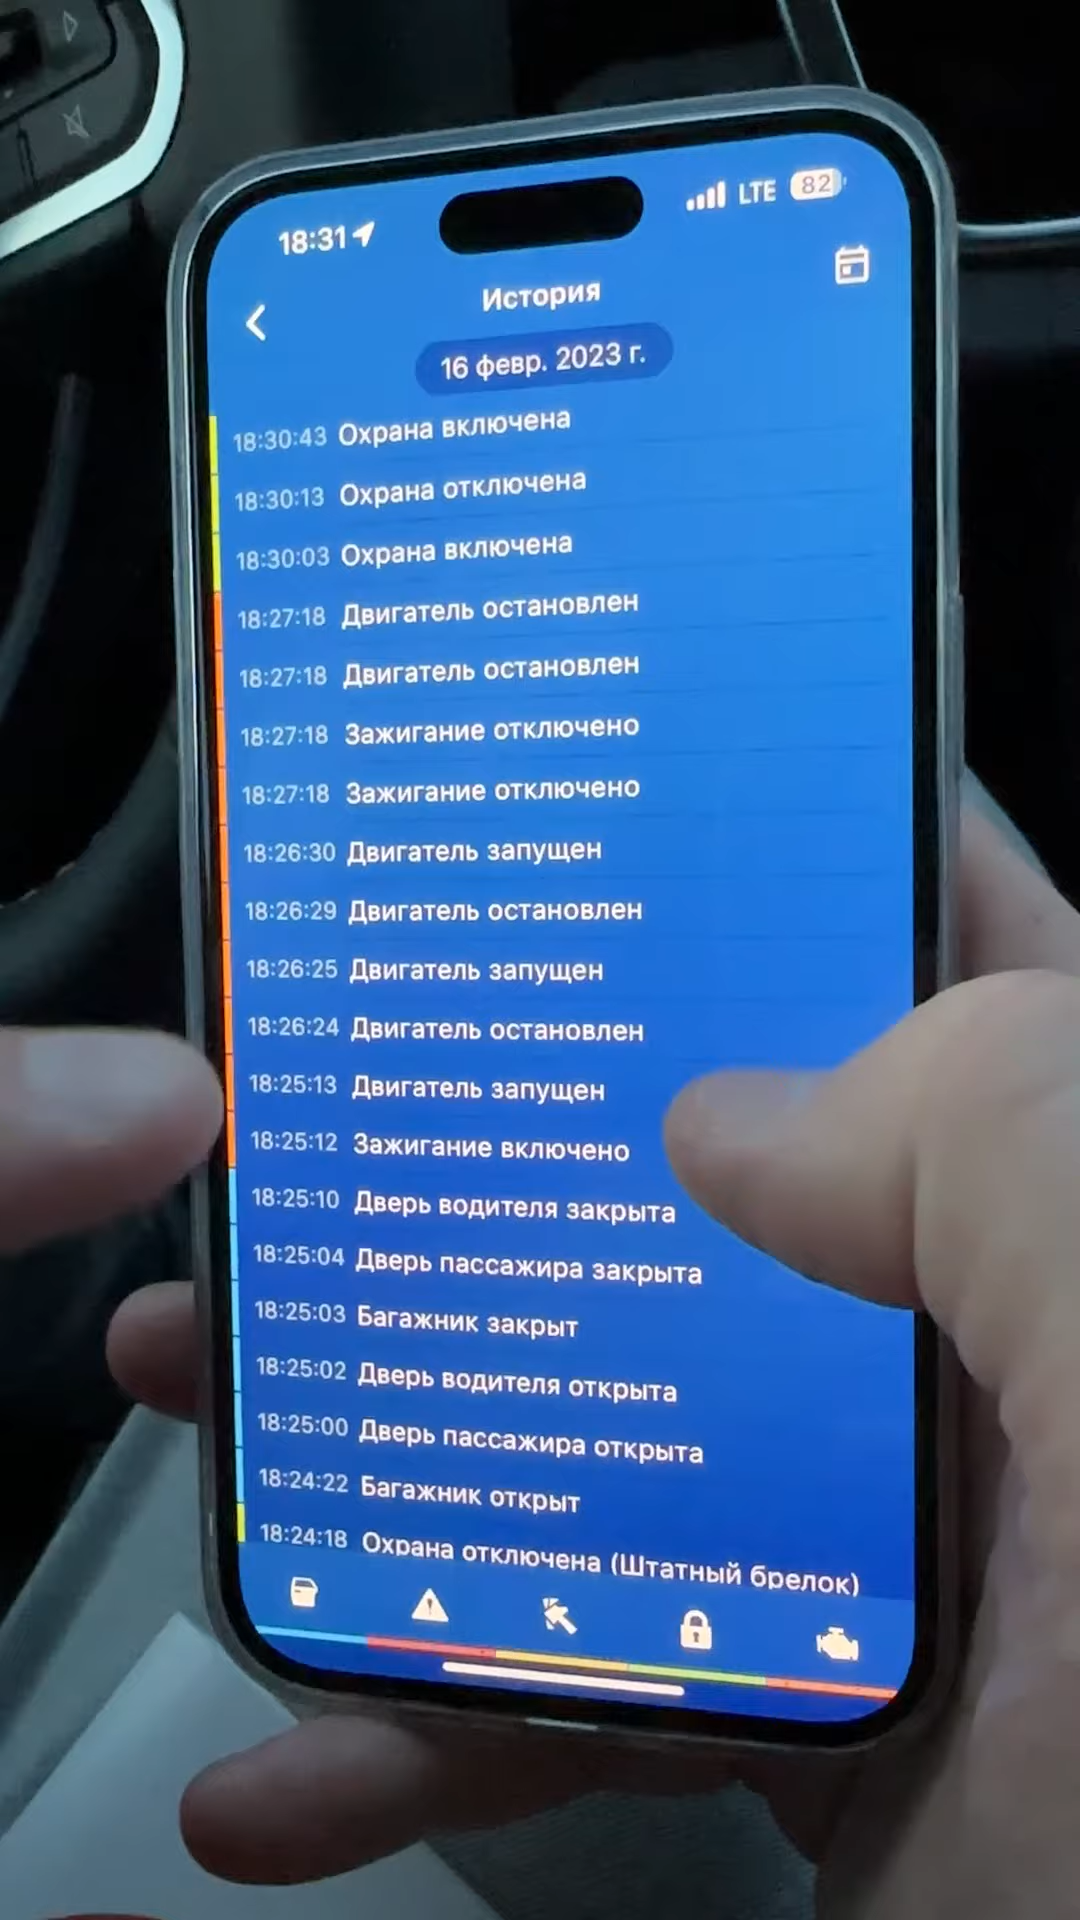 18:31
LTE 82
История
16 февр. 2023 г.
18:30:43 Охрана включена
18:30:13 Охрана отключена
18:30:03 Охрана включена
18:27:18 Двигатель остановлен
18:27:18 Двигатель остановлен
18:27:18 Зажигание отключено
18:27:18 Зажигание отключено
18:26:30 Двигатель запущен
18:26:29 Двигатель остановлен
18:26:25 Двигатель запущен
18:26:24 Двигатель остановлен
18:25:13 Двигатель запущен
18:25:12 Зажигание включено
18:25:10 Дверь водителя закрыта
18:25:04 Дверь пассажира закрыта
18:25:03 Багажник закрыт
18:25:02 Дверь водителя открыта
18:25:00 Дверь пассажира открыта
18:24:22 Багажник открыт
18:24:18 Охрана отключена (Штатный брелок)